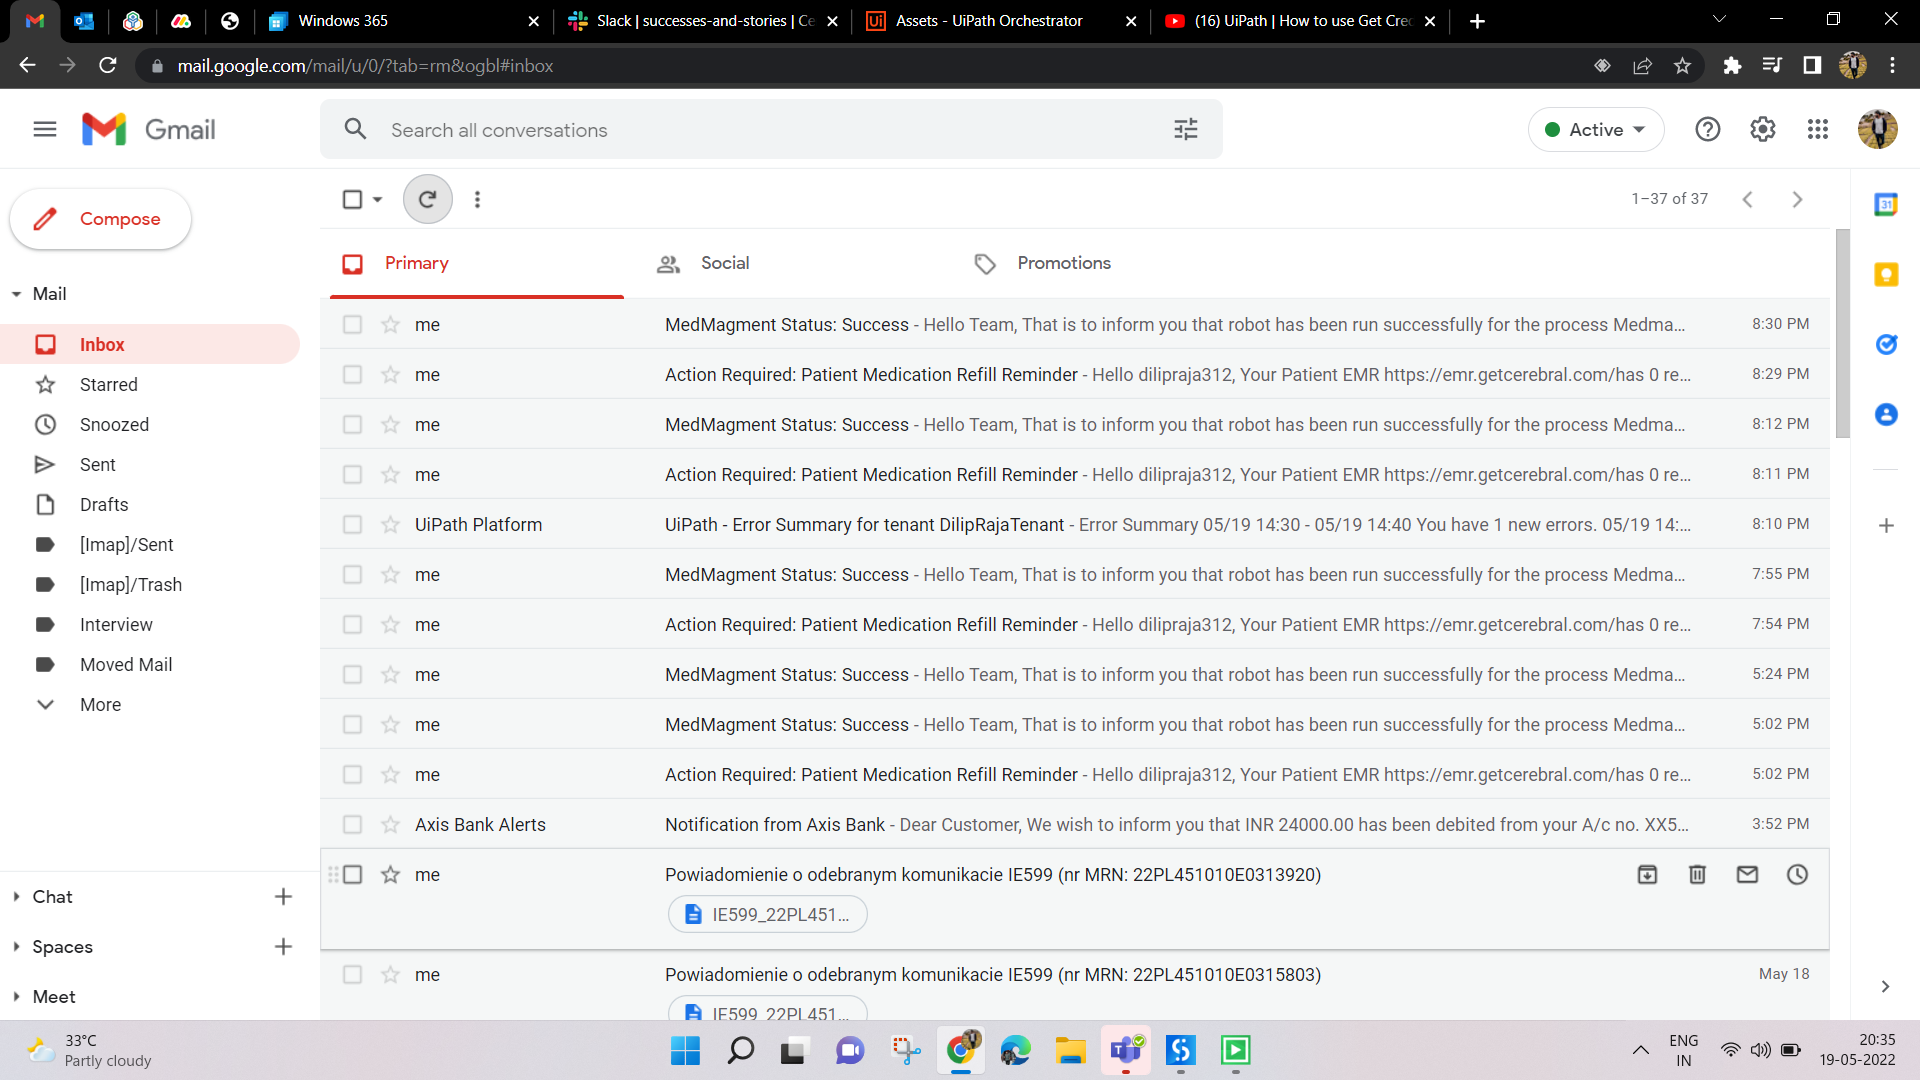 Windows 365
Slack | successes-and-stories | Ce
Assets - UiPath Orchestrator
(16) UiPath | How to use Get Cred
mail.google.com/mail/u/0/?tab=rm&ogbl#inbox
Gmail
Search all conversations
Active
Compose
1–37 of 37
Primary
Social
Promotions
Mail
Inbox
Starred
Snoozed
Sent
Drafts
[Imap]/Sent
[Imap]/Trash
Interview
Moved Mail
More
Chat
Spaces
Meet
me MedMagment Status: Success - Hello Team, That is to inform you that robot has been run successfully for the process Medma... 8:30 PM
me Action Required: Patient Medication Refill Reminder - Hello dilipraja312, Your Patient EMR https://emr.getcerebral.com/has 0 re... 8:29 PM
me MedMagment Status: Success - Hello Team, That is to inform you that robot has been run successfully for the process Medma... 8:12 PM
me Action Required: Patient Medication Refill Reminder - Hello dilipraja312, Your Patient EMR https://emr.getcerebral.com/has 0 re... 8:11 PM
UiPath Platform UiPath - Error Summary for tenant DilipRajaTenant - Error Summary 05/19 14:30 - 05/19 14:40 You have 1 new errors. 05/19 14:... 8:10 PM
me MedMagment Status: Success - Hello Team, That is to inform you that robot has been run successfully for the process Medma... 7:55 PM
me Action Required: Patient Medication Refill Reminder - Hello dilipraja312, Your Patient EMR https://emr.getcerebral.com/has 0 re... 7:54 PM
me MedMagment Status: Success - Hello Team, That is to inform you that robot has been run successfully for the process Medma... 5:24 PM
me MedMagment Status: Success - Hello Team, That is to inform you that robot has been run successfully for the process Medma... 5:02 PM
me Action Required: Patient Medication Refill Reminder - Hello dilipraja312, Your Patient EMR https://emr.getcerebral.com/has 0 re... 5:02 PM
Axis Bank Alerts Notification from Axis Bank - Dear Customer, We wish to inform you that INR 24000.00 has been debited from your A/c no. XX5... 3:52 PM
me Powiadomienie o odebranym komunikacie IE599 (nr MRN: 22PL451010E0313920)
IE599_22PL451...
me Powiadomienie o odebranym komunikacie IE599 (nr MRN: 22PL451010E0315803) May 18
IE599_22PL451...
31
33°C
Partly cloudy
ENG
IN
20:35
19-05-2022